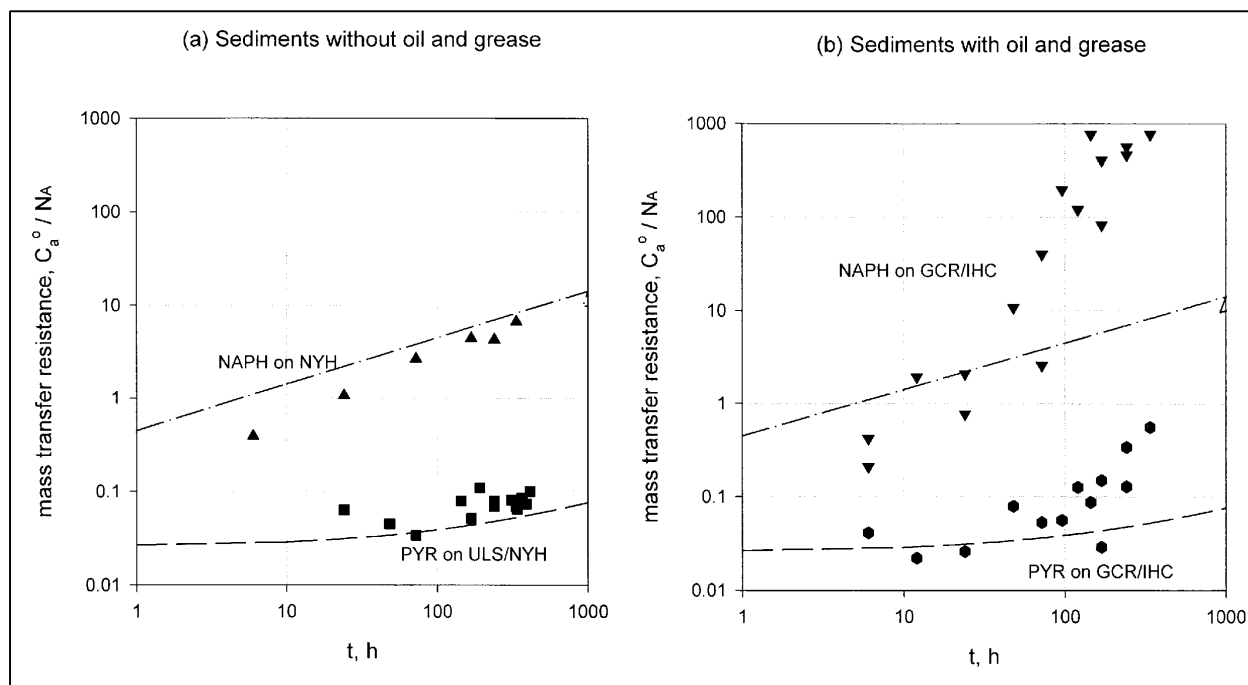 (a) Sediments without oil and grease
mass transfer resistance, Cₐ° / NA
1000
100
10
1
0.1
0.01
NAPH on NYH
PYR on ULS/NYH
1
10
100
1000
t, h
(b) Sediments with oil and grease
mass transfer resistance, Cₐ° / NA
1000
100
10
1
0.1
0.01
NAPH on GCR/IHC
PYR on GCR/IHC
1
10
100
1000
t, h